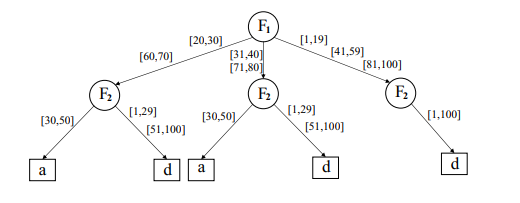 F1
[20,30]
[60,70]
[31,40]
[71,80]
[1,19]
[41,59]
[81,100]
F2
F2
F2
[30,50]
[1,29]
[51,100]
[30,50]
[1,29]
[51,100]
[1,100]
a
d
a
d
d